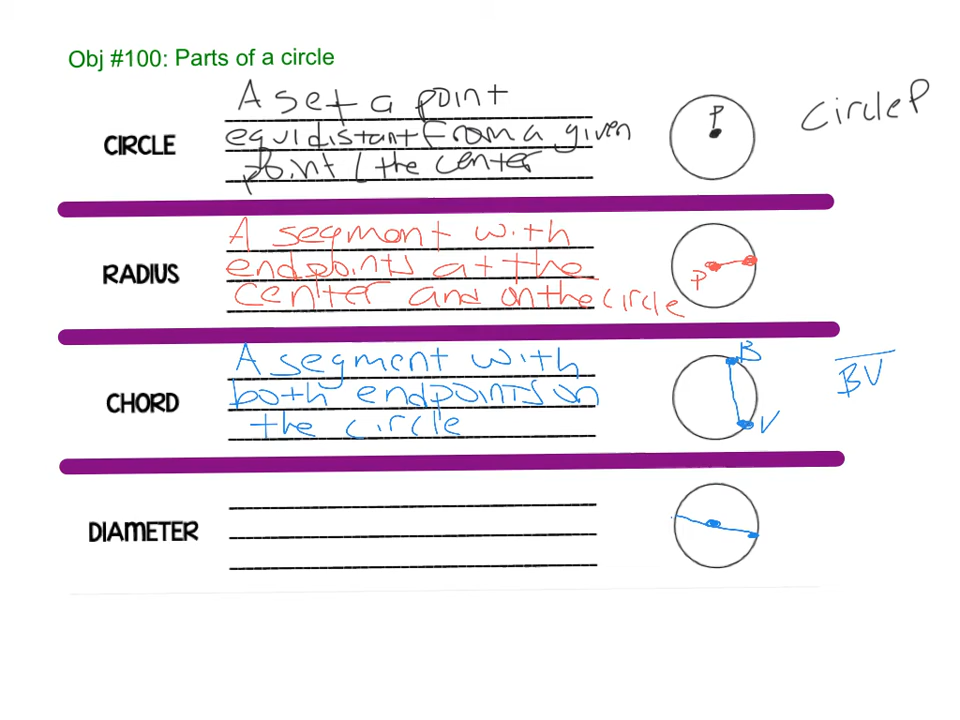 Obj #100: Parts of a circle
A set a point
CIRCLE
equidistant from a given
point / the center
P
circle P
A segment with
RADIUS
endpoints at the
center and on the circle
P
A segment with
CHORD
both endpoints on
the circle
B
V
BV
DIAMETER